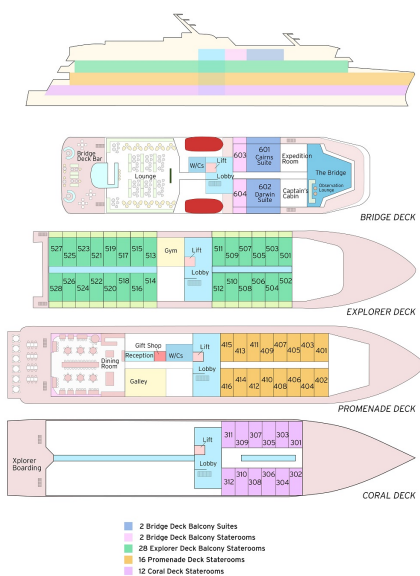 Bridge Deck Bar
Lounge
W/Cs
Lift
Lobby
603
604
601 Cairns Suite
602 Darwin Suite
Expedition Room
Captain's Cabin
The Bridge
Observation Lounge
BRIDGE DECK
527 525 523 521 519 517 515 513
528 526 524 522 520 518 516 514
Gym
Lift
Lobby
511 509 507 505 503 501
512 510 508 506 504 502
EXPLORER DECK
Dining Room
Gift Shop
Reception
W/Cs
Galley
Lift
Lobby
415 413 411 409 407 405 403 401
416 414 412 410 408 406 404 402
PROMENADE DECK
Xplorer Boarding
Lift
Lobby
311 309 307 305 303 301
312 310 308 306 304 302
CORAL DECK
2 Bridge Deck Balcony Suites
2 Bridge Deck Balcony Staterooms
28 Explorer Deck Balcony Staterooms
16 Promenade Deck Staterooms
12 Coral Deck Staterooms